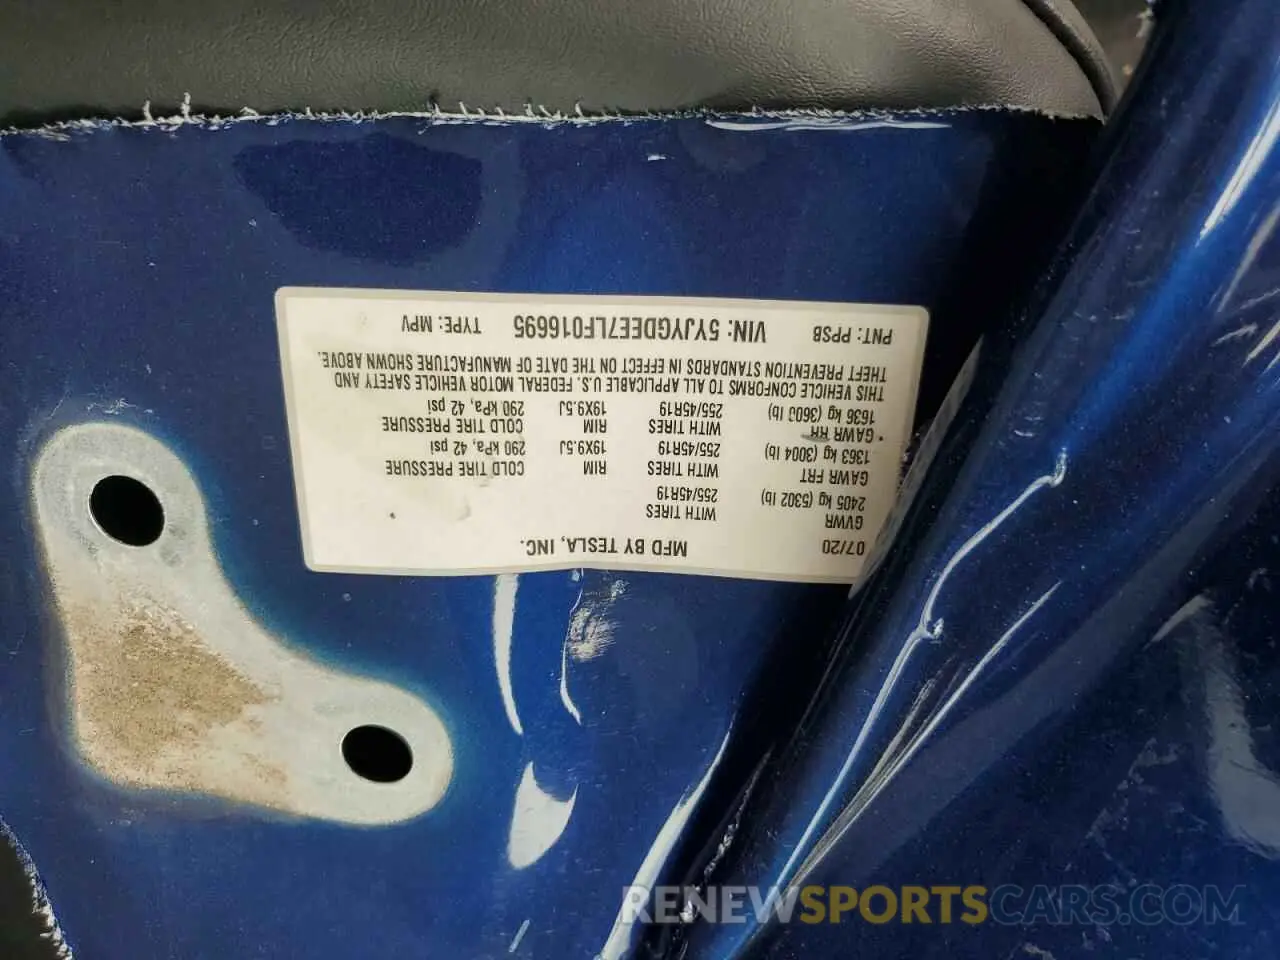 MFD BY TESLA, INC. 07/20
GVWR WITH TIRES
2405 kg (5302 lb) 255/45R19
GAWR FRT WITH TIRES RIM COLD TIRE PRESSURE
1363 kg (3004 lb) 255/45R19 19X9.5J 290 kPa, 42 psi
GAWR RR WITH TIRES RIM COLD TIRE PRESSURE
1636 kg (3606 lb) 255/45R19 19X9.5J 290 kPa, 42 psi
THIS VEHICLE CONFORMS TO ALL APPLICABLE U.S. FEDERAL MOTOR VEHICLE SAFETY AND
THEFT PREVENTION STANDARDS IN EFFECT ON THE DATE OF MANUFACTURE SHOWN ABOVE.
PNT: PPSB VIN: 5YJYGDEE7LF016695 TYPE: MPV
RENEWSPORTSCARS.COM